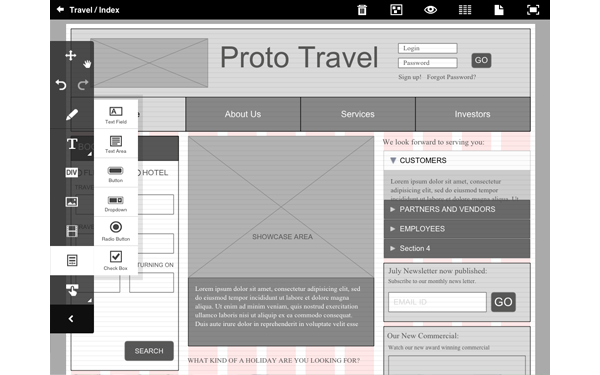 Travel / Index
Proto Travel
Login
Password
GO
Sign up! Forgot Password?
About Us
Services
Investors
T
DIV
Text Field
Text Area
Button
Dropdown
Radio Button
Check Box
HOTEL
TURNING ON
SEARCH
SHOWCASE AREA
Lorem ipsum dolor sit amet, consectetur
adipisicing elit, sed do eiusmod tempor
incididunt ut labore et dolore magna aliqua.
Ut enim ad minim veniam, quis nostrud
exercitation ullamco laboris nisi ut aliquip ex
ea commodo consequat. Duis aute irure
dolor in reprehenderit in voluptate velit esse
WHAT KIND OF A HOLIDAY ARE YOU LOOKING FOR?
We look forward to serving you:
CUSTOMERS
Lorem ipsum dolor sit amet, consectetur
adipisicing elit, sed do eiusmod tempor
PARTNERS AND VENDORS
EMPLOYEES
Section 4
July Newsletter now published:
Subscribe to our monthly news letter.
EMAIL-ID
GO
Our New Commercial:
Watch our new award winning commercial